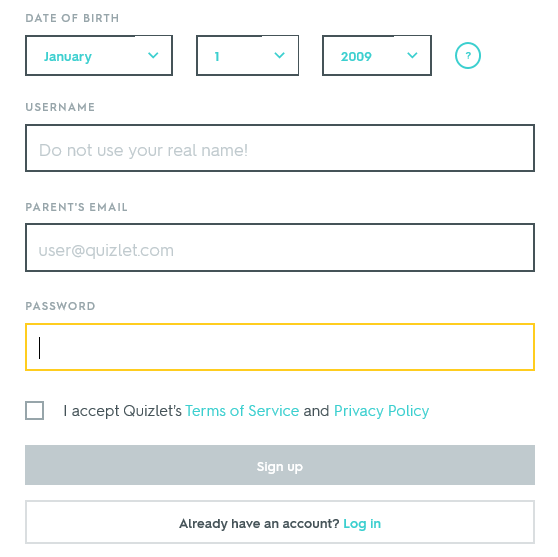 DATE OF BIRTH
January 1 2009 ?
USERNAME
Do not use your real name!
PARENT'S EMAIL
user@quizlet.com
PASSWORD
I accept Quizlet's Terms of Service and Privacy Policy
Sign up
Already have an account? Log in